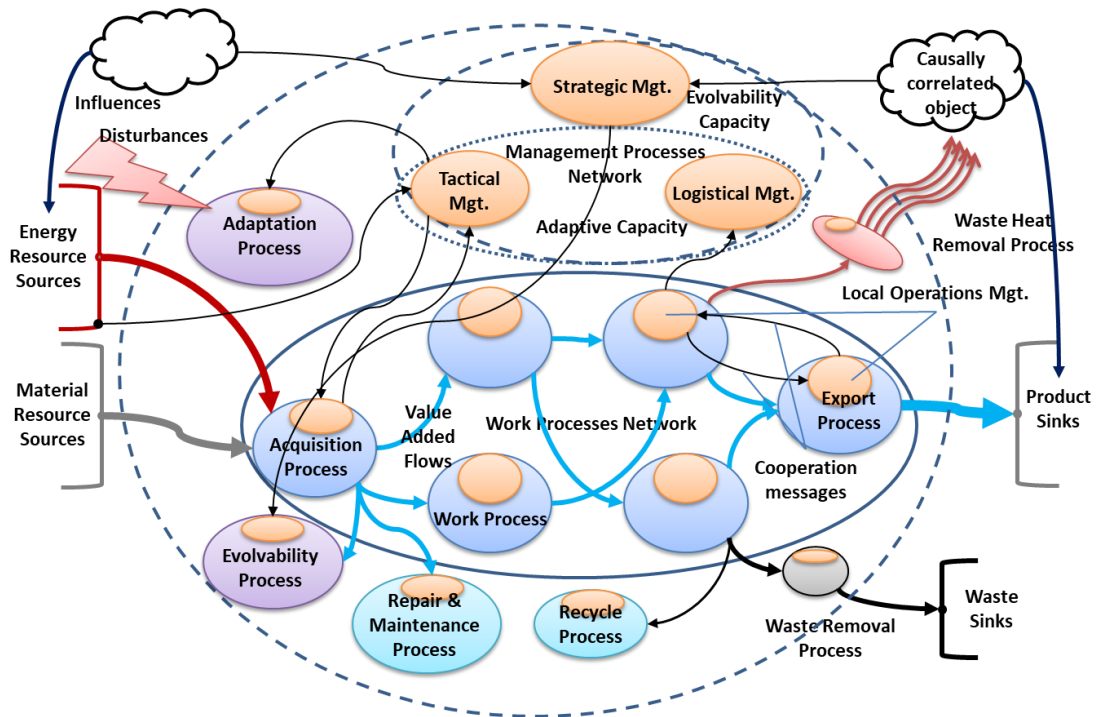 Influences
Disturbances
Energy
Resource
Sources
Material
Resource
Sources
Adaptation
Process
Strategic Mgt.
Evolvability
Capacity
Management Processes
Network
Tactical
Mgt.
Logistical Mgt.
Adaptive Capacity
Causally
correlated
object
Waste Heat
Removal Process
Local Operations Mgt.
Acquisition
Process
Value
Added
Flows
Work Processes Network
Export
Process
Product
Sinks
Work Process
Cooperation
messages
Evolvability
Process
Repair &
Maintenance
Process
Recycle
Process
Waste Removal
Process
Waste
Sinks